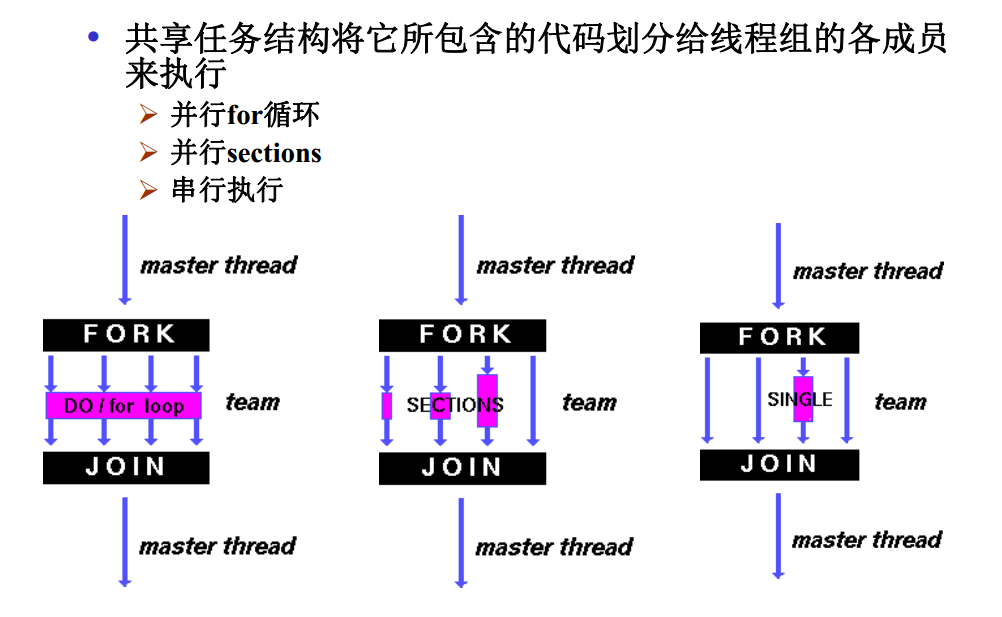 共享任务结构将它所包含的代码划分给线程组的各成员
来执行
并行for循环
并行sections
串行执行
master thread
FORK
DO / for loop
team
JOIN
master thread
master thread
FORK
SECTIONS
team
JOIN
master thread
master thread
FORK
SINGLE
team
JOIN
master thread